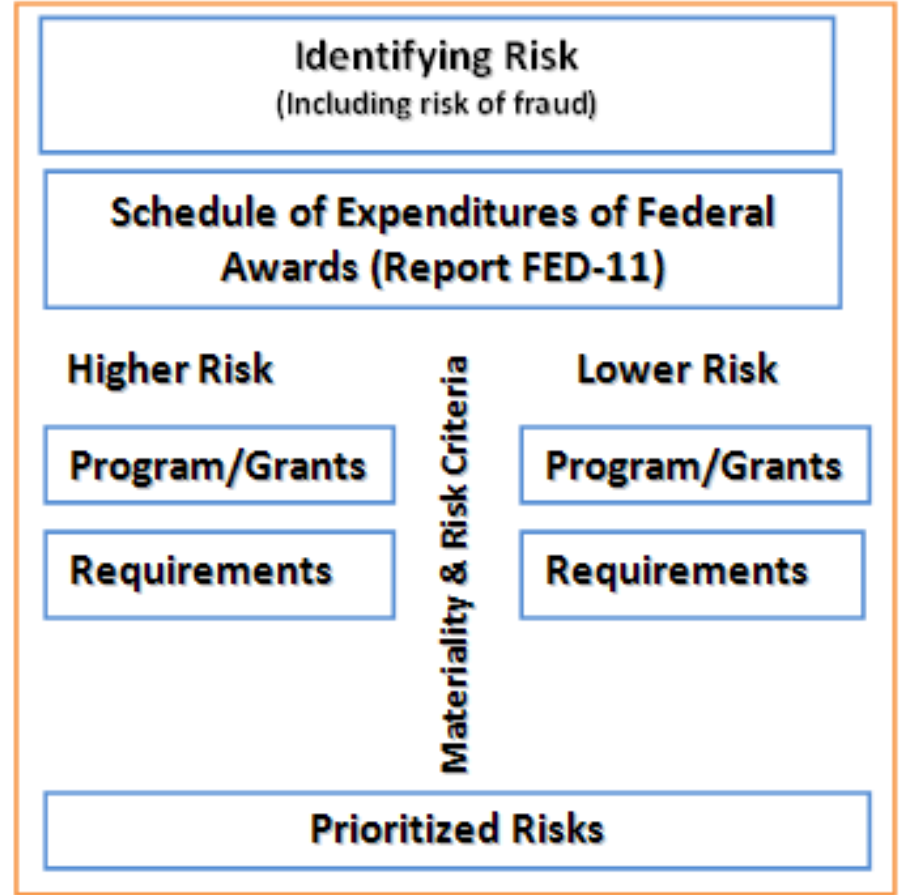 Identifying Risk
(Including risk of fraud)
Schedule of Expenditures of Federal
Awards (Report FED-11)
Higher Risk
Lower Risk
Materiality & Risk Criteria
Program/Grants
Program/Grants
Requirements
Requirements
Prioritized Risks